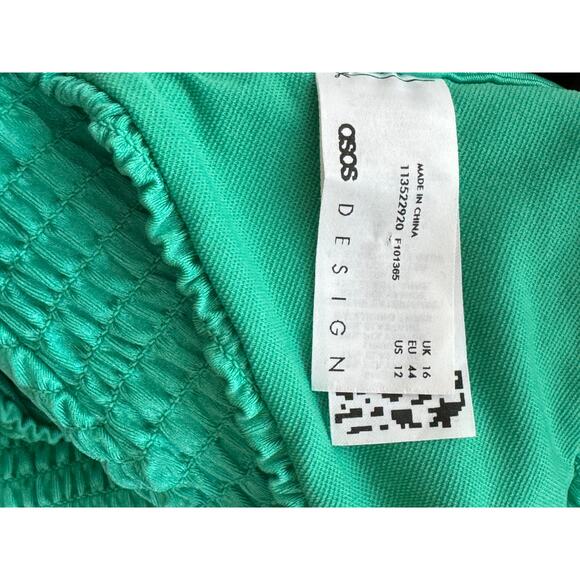 asos
DESIGN
MADE IN CHINA
113522920 F101365
UK 16
EU 44
US 12